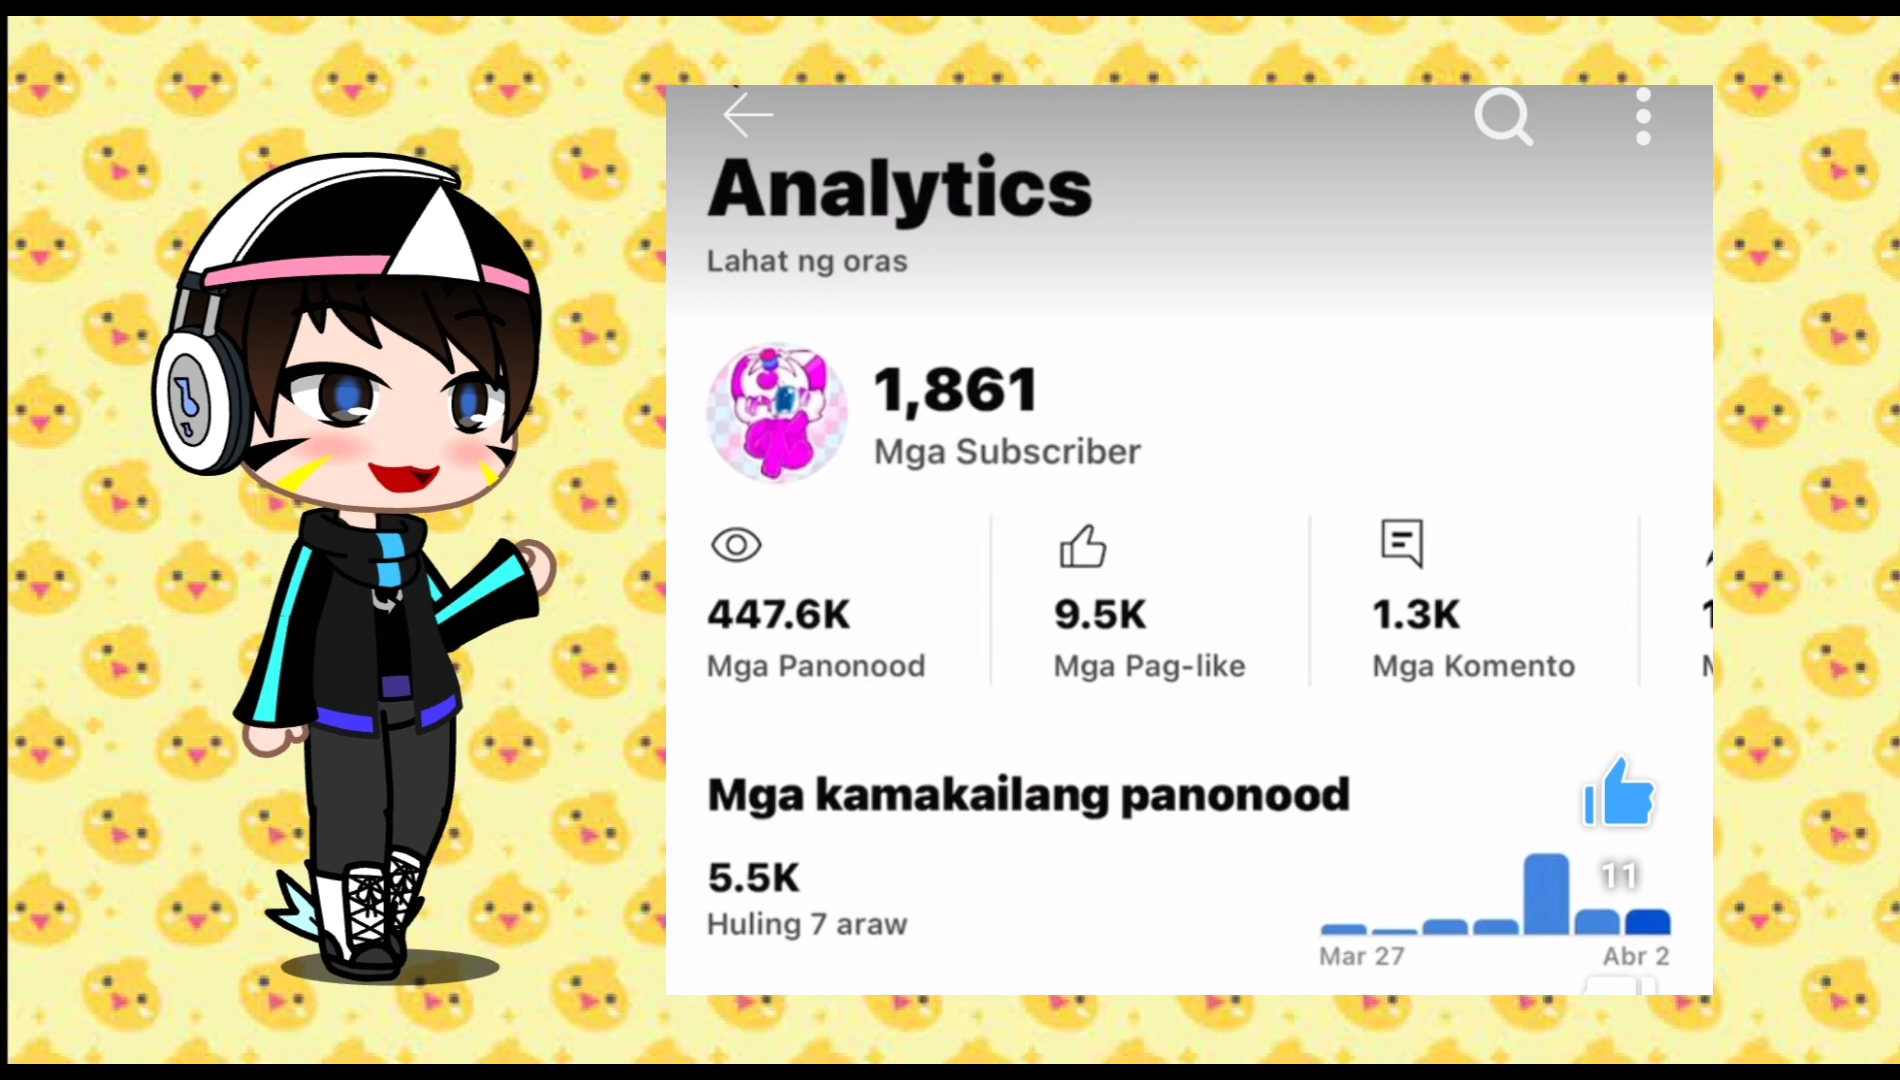 Analytics
Lahat ng oras
1,861
Mga Subscriber
447.6K
9.5K
1.3K
Mga Panonood
Mga Pag-like
Mga Komento
Mga kamakailang panonood
5.5K
11
Huling 7 araw
Mar 27
Abr 2